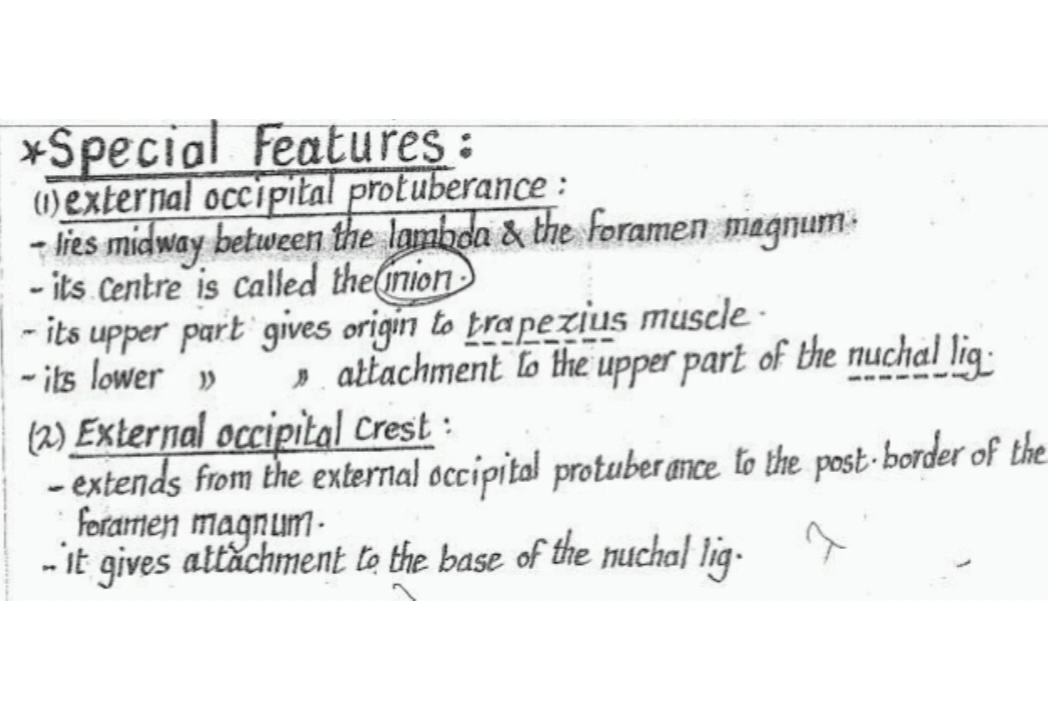 *Special Features:
(1) external occipital protuberance:
- lies midway between the lambda & the foramen magnum.
- its centre is called the inion.
- its upper part gives origin to trapezius muscle.
- its lower " " attachment to the upper part of the nuchal lig.
(2) External occipital Crest:
- extends from the external occipital protuberance to the post. border of the
foramen magnum.
- it gives attachment to the base of the nuchal lig.